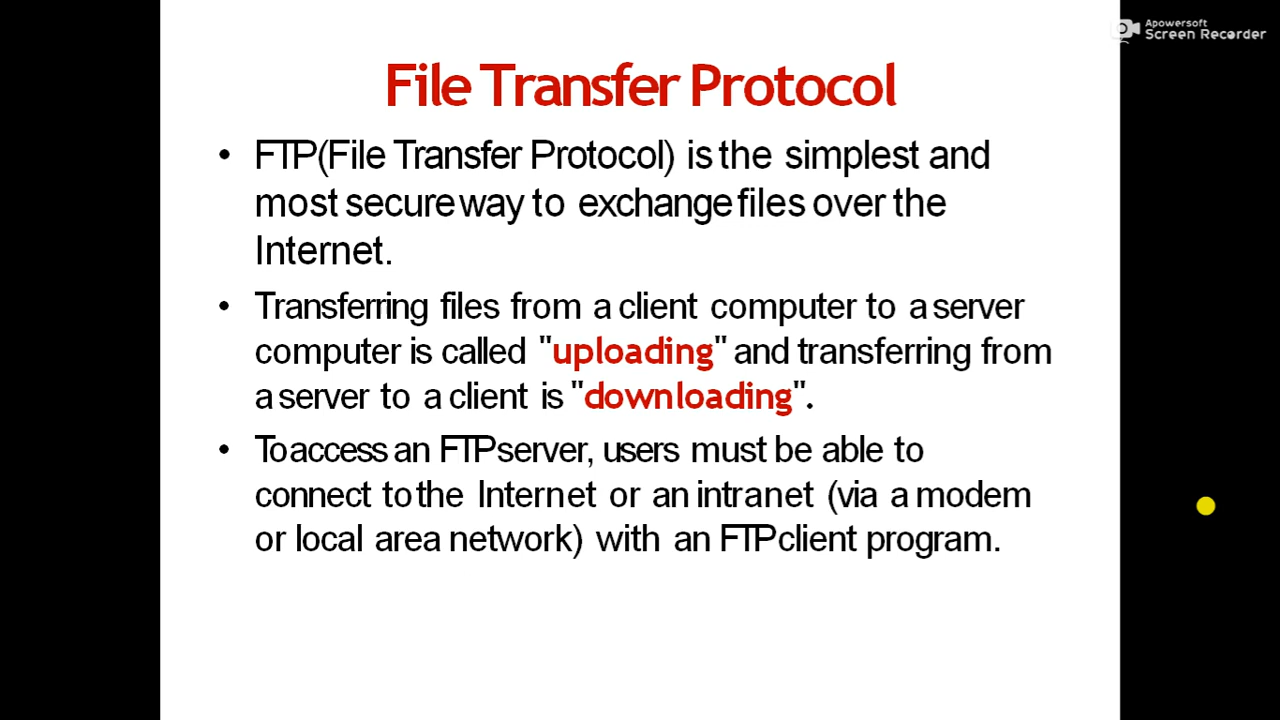 Apowersoft
Screen Recorder
File Transfer Protocol
• FTP(File Transfer Protocol) is the simplest and
most secure way to exchange files over the
Internet.
• Transferring files from a client computer to a server
computer is called "uploading" and transferring from
a server to a client is "downloading".
• To access an FTP server, users must be able to
connect to the Internet or an intranet (via a modem
or local area network) with an FTP client program.